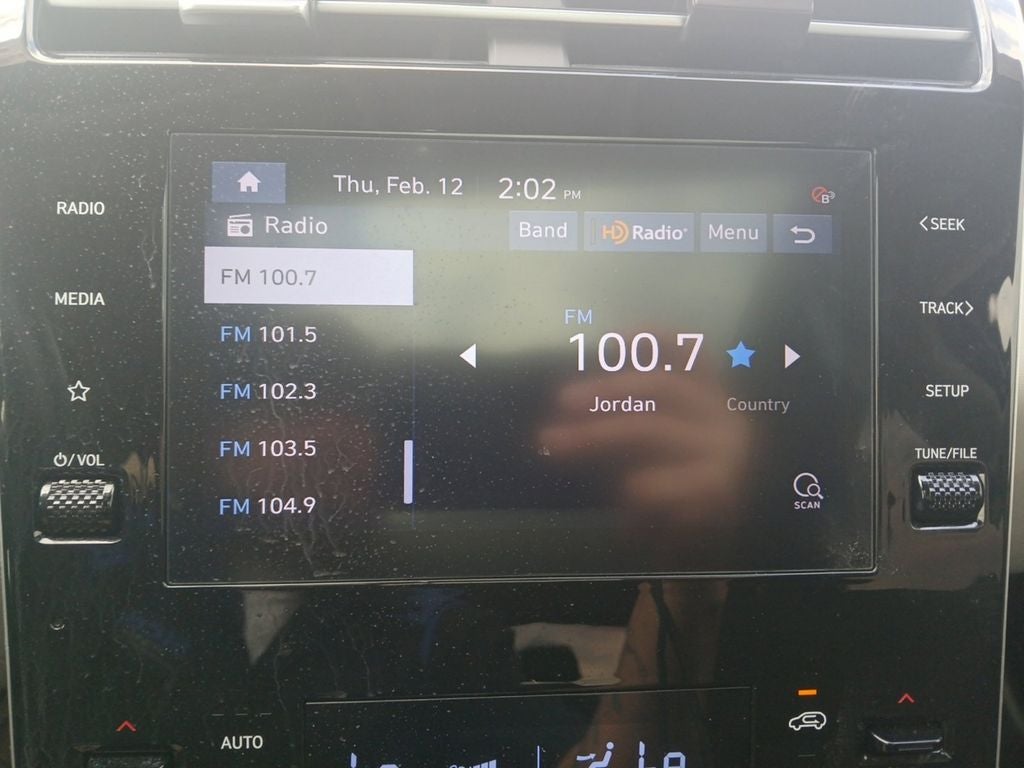 Thu, Feb. 12 2:02 PM
B
RADIO
Radio Band HD Radio Menu
< SEEK
FM 100.7
MEDIA
FM 101.5
FM 102.3
FM 103.5
FM 104.9
FM
100.7
Jordan Country
TRACK >
SETUP
/VOL
TUNE/FILE
SCAN
AUTO